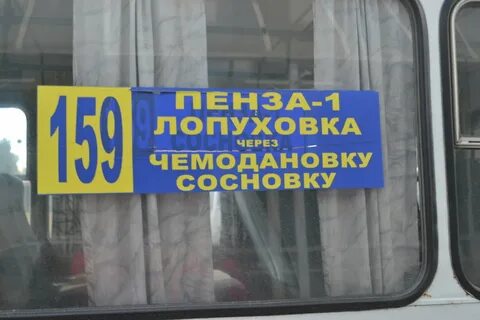 159
ПЕНЗА-1
ЛОПУХОВКА
ЧЕРЕЗ
ЧЕМОДАНОВКУ
СОСНОВКУ